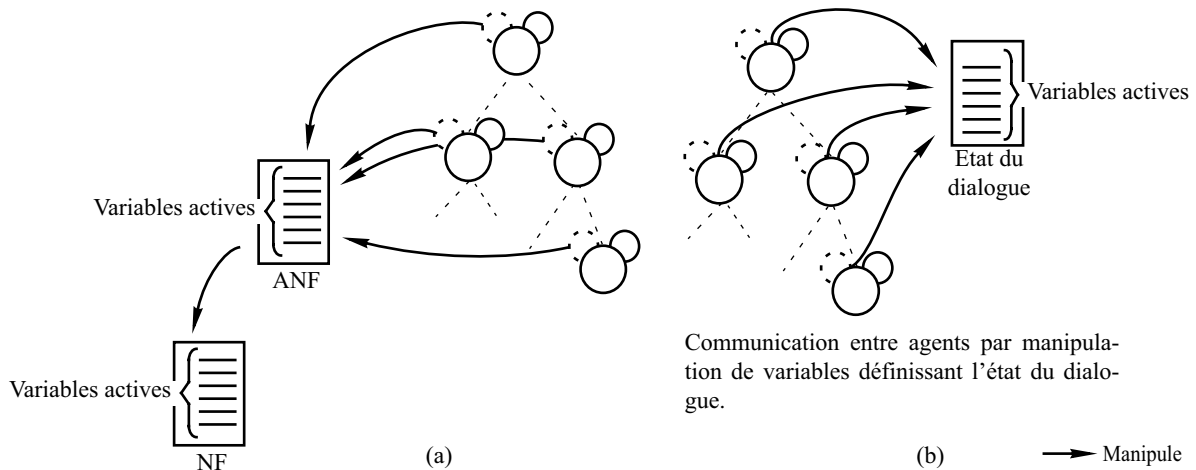 Variables actives
ANF
Variables actives
NF
(a)
Variables actives
Etat du
dialogue
Communication entre agents par manipula-
tion de variables définissant l'état du dialo-
gue.
(b)
Manipule